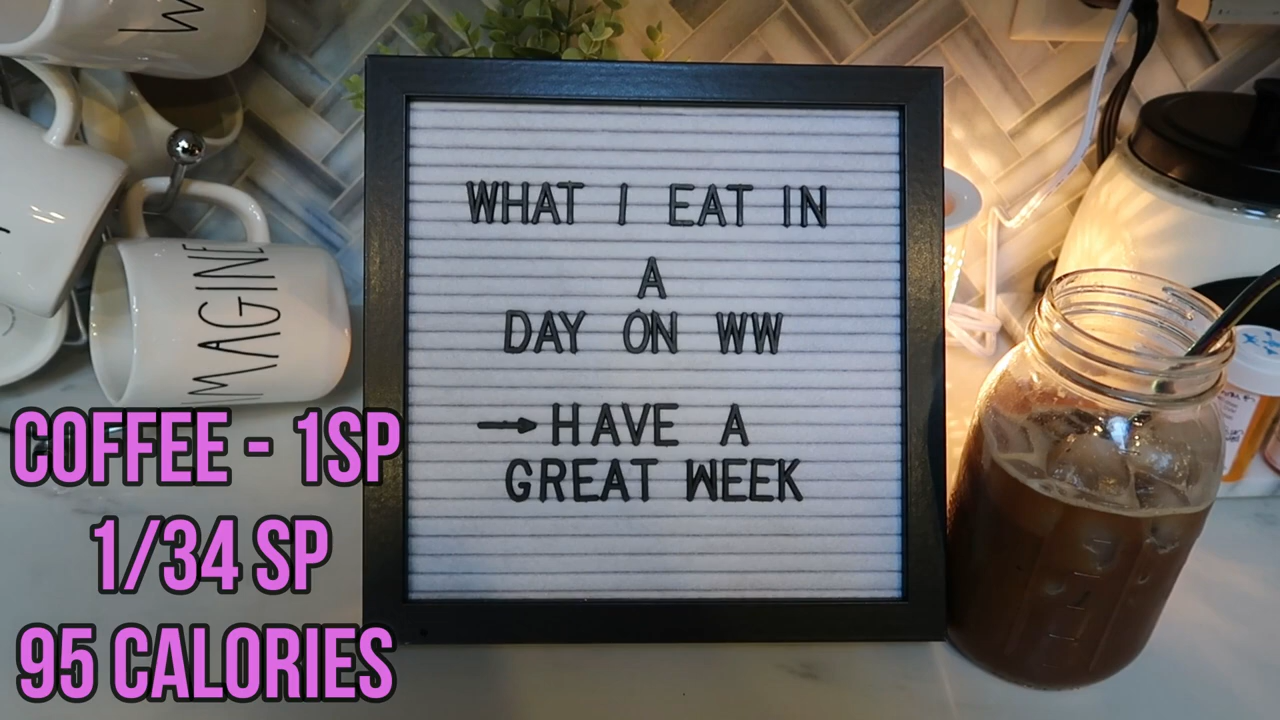 W
IMAGINE
WHAT I EAT IN
A
DAY ON WW
→HAVE A
GREAT WEEK
COFFEE - 1SP
1/34 SP
95 CALORIES